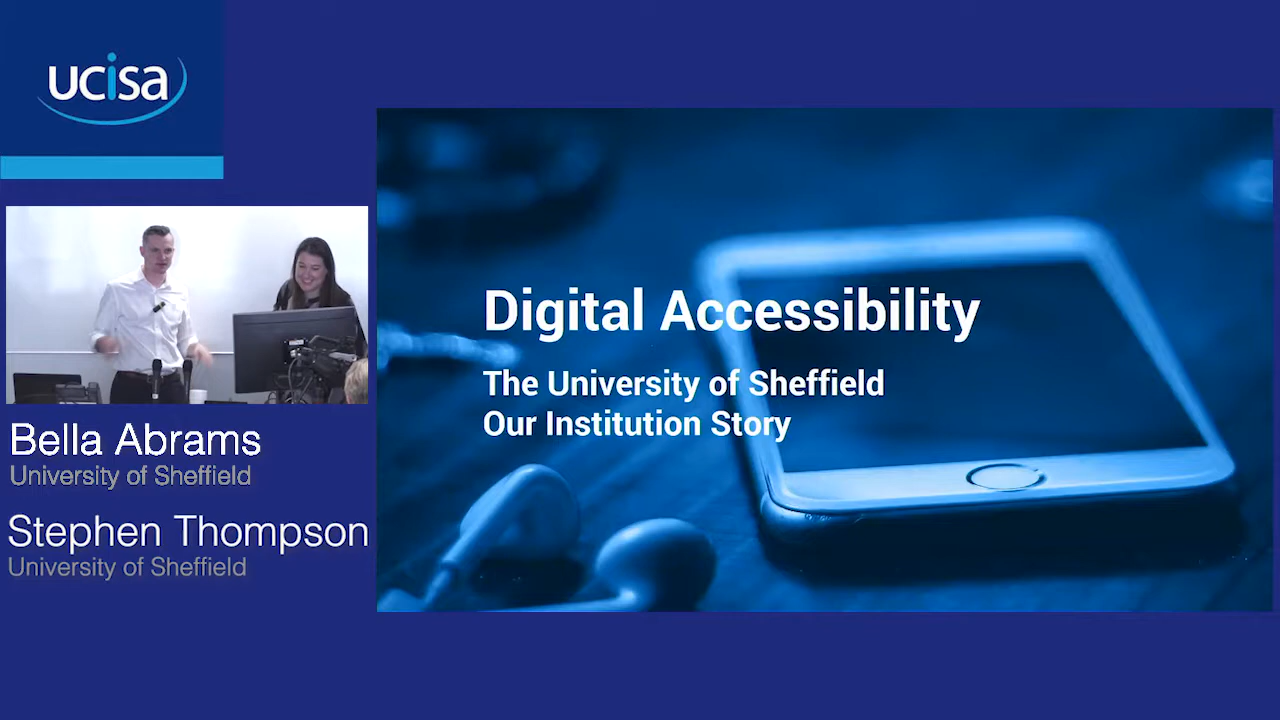 ucisa
Bella Abrams
University of Sheffield
Stephen Thompson
University of Sheffield
Digital Accessibility
The University of Sheffield
Our Institution Story